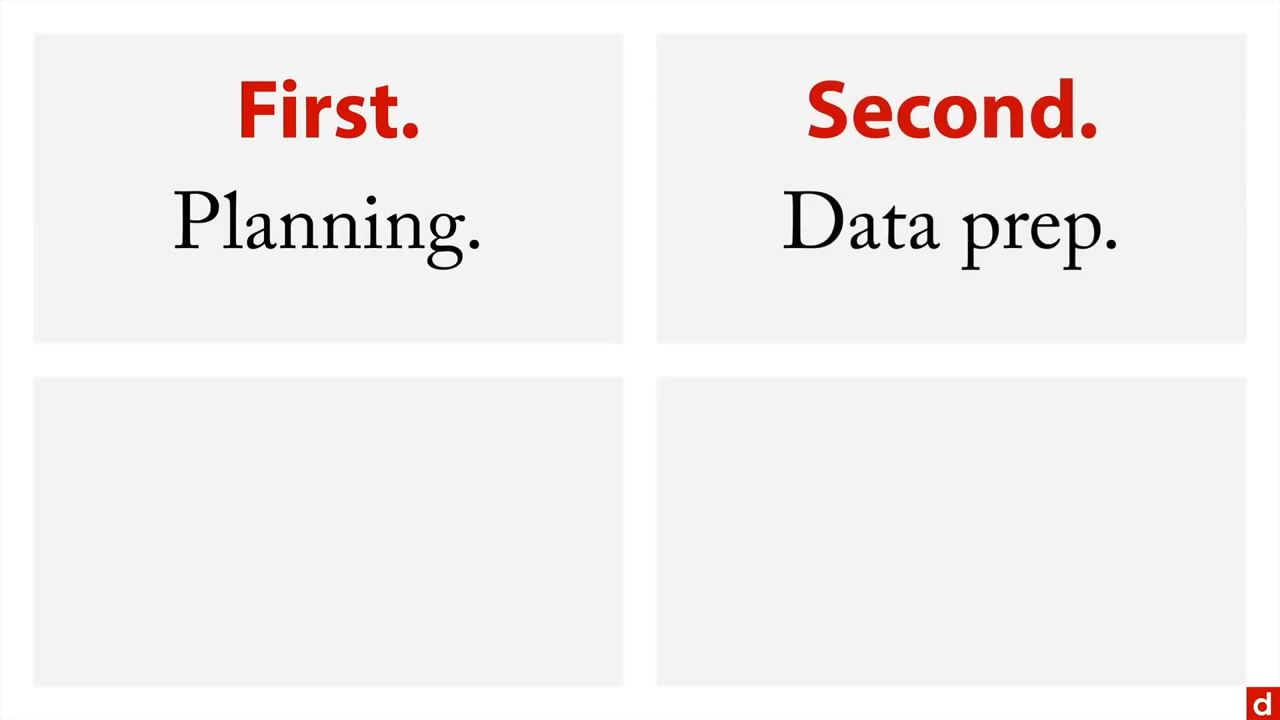 First.
Planning.
Second.
Data prep.
d